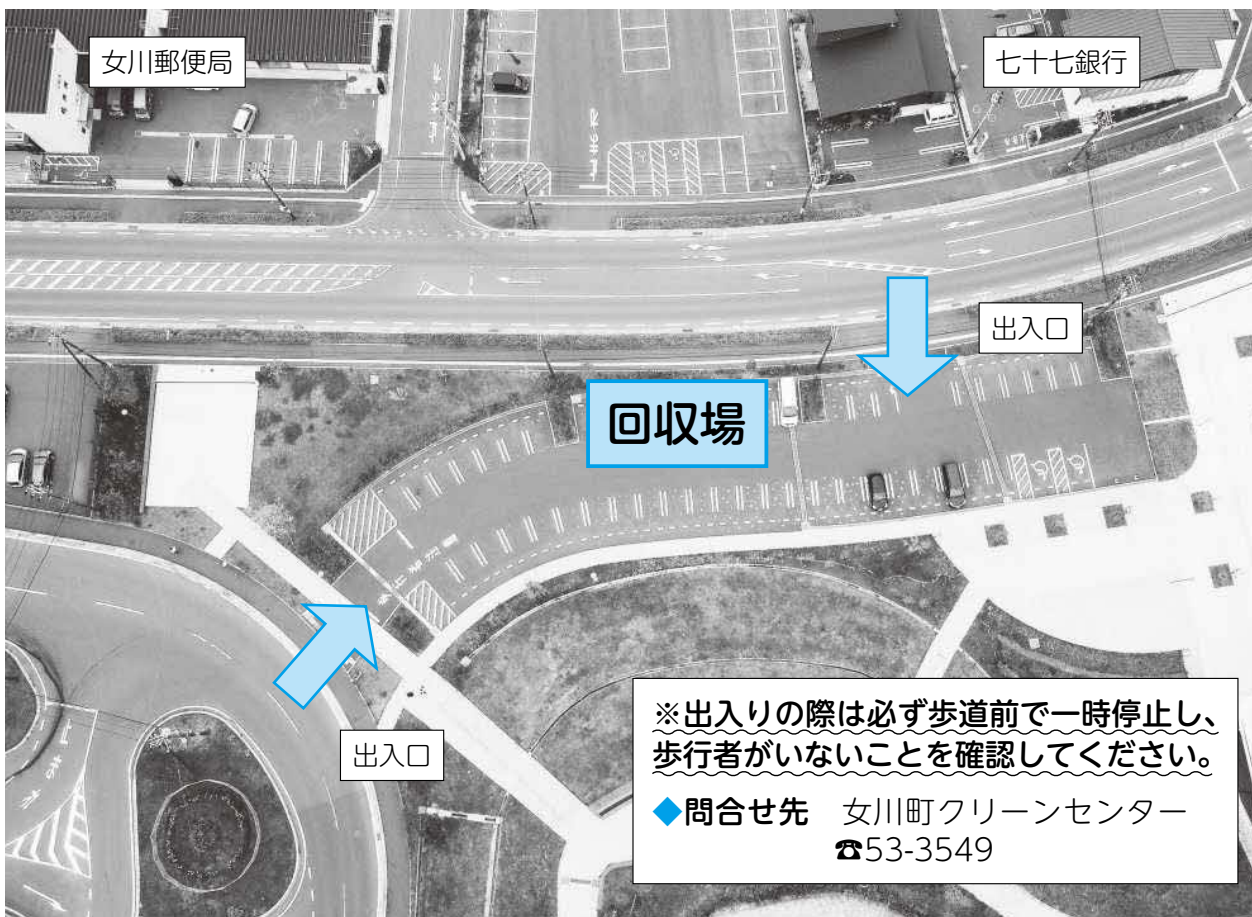 女川郵便局
七十七銀行
出入口
回収場
出入口
※出入りの際は必ず歩道前で一時停止し、
歩行者がいないことを確認してください。
◆問合せ先　女川町クリーンセンター
☎53-3549